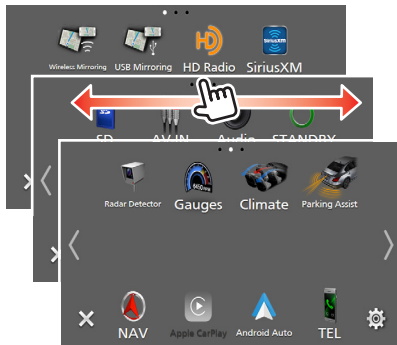 Wireless Mirroring USB Mirroring HD Radio SiriusXM
SD AV IN Audio STANDBY
Radar Detector Gauges Climate Parking Assist
NAV Apple CarPlay Android Auto TEL